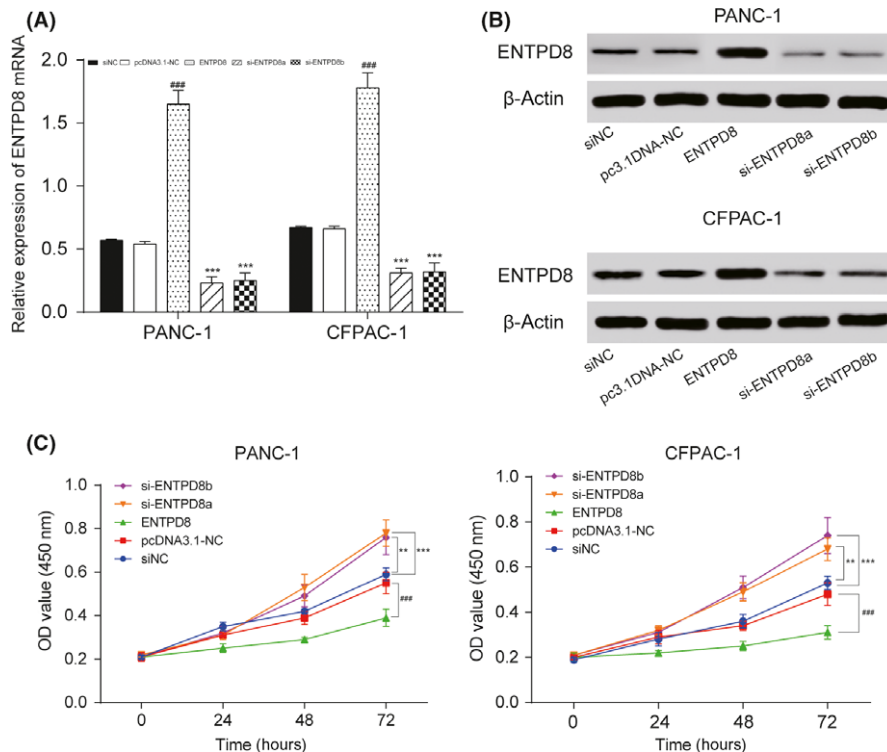 (A)
Relative expression of ENTPD8 mRNA
2.0
1.5
1.0
0.5
0.0
siNC pcDNA3.1-NC ENTPD8 si-ENTPD8a si-ENTPD8b
###
***
***
###
***
***
PANC-1 CFPAC-1
(B)
PANC-1
ENTPD8
β-Actin
siNC
pc3.1DNA-NC
ENTPD8
si-ENTPD8a
si-ENTPD8b
CFPAC-1
ENTPD8
β-Actin
siNC
pc3.1DNA-NC
ENTPD8
si-ENTPD8a
si-ENTPD8b
(C)
PANC-1
si-ENTPD8b
si-ENTPD8a
ENTPD8
pcDNA3.1-NC
siNC
OD value (450 nm)
1.0
0.8
0.6
0.4
0.2
0.0
** ***
###
0 24 48 72
Time (hours)
CFPAC-1
si-ENTPD8b
si-ENTPD8a
ENTPD8
pcDNA3.1-NC
siNC
OD value (450 nm)
1.0
0.8
0.6
0.4
0.2
0.0
** ***
###
0 24 48 72
Time (hours)